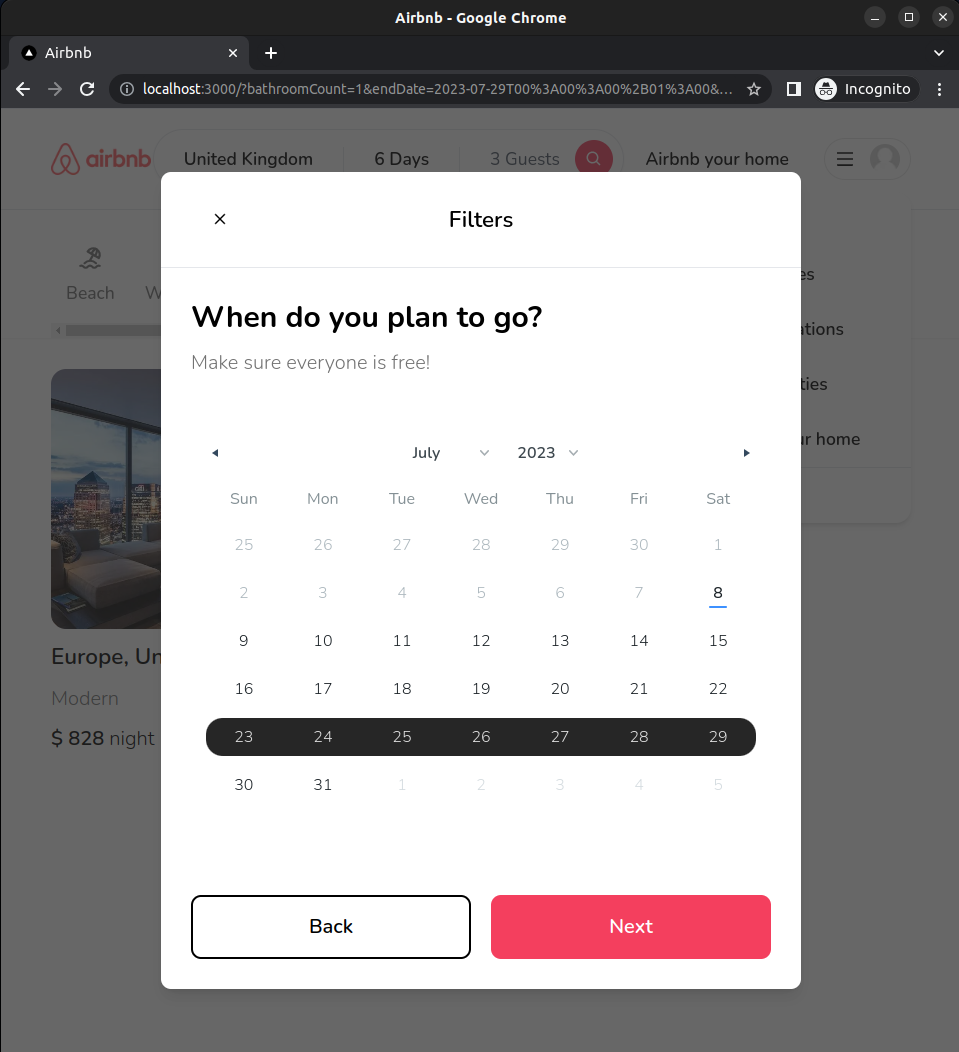 Airbnb - Google Chrome
Airbnb
localhost:3000/?bathroomCount=1&endDate=2023-07-29T00%3A00%3A00%2B01%3A00&...
Incognito
airbnb
United Kingdom
6 Days
3 Guests
Airbnb your home
Filters
Beach
When do you plan to go?
Make sure everyone is free!
July
2023
Sun Mon Tue Wed Thu Fri Sat
25 26 27 28 29 30 1
2 3 4 5 6 7 8
9 10 11 12 13 14 15
16 17 18 19 20 21 22
23 24 25 26 27 28 29
30 31 1 2 3 4 5
home
Europe,
Modern
$ 828 night
Back
Next